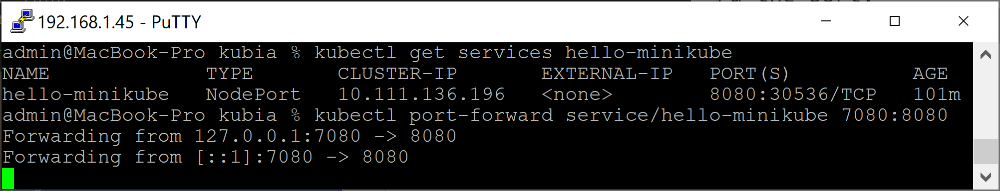 192.168.1.45 - PuTTY
admin@MacBook-Pro kubia % kubectl get services hello-minikube
NAME TYPE CLUSTER-IP EXTERNAL-IP PORT(S) AGE
hello-minikube NodePort 10.111.136.196 <none> 8080:30536/TCP 101m
admin@MacBook-Pro kubia % kubectl port-forward service/hello-minikube 7080:8080
Forwarding from 127.0.0.1:7080 -> 8080
Forwarding from [::1]:7080 -> 8080